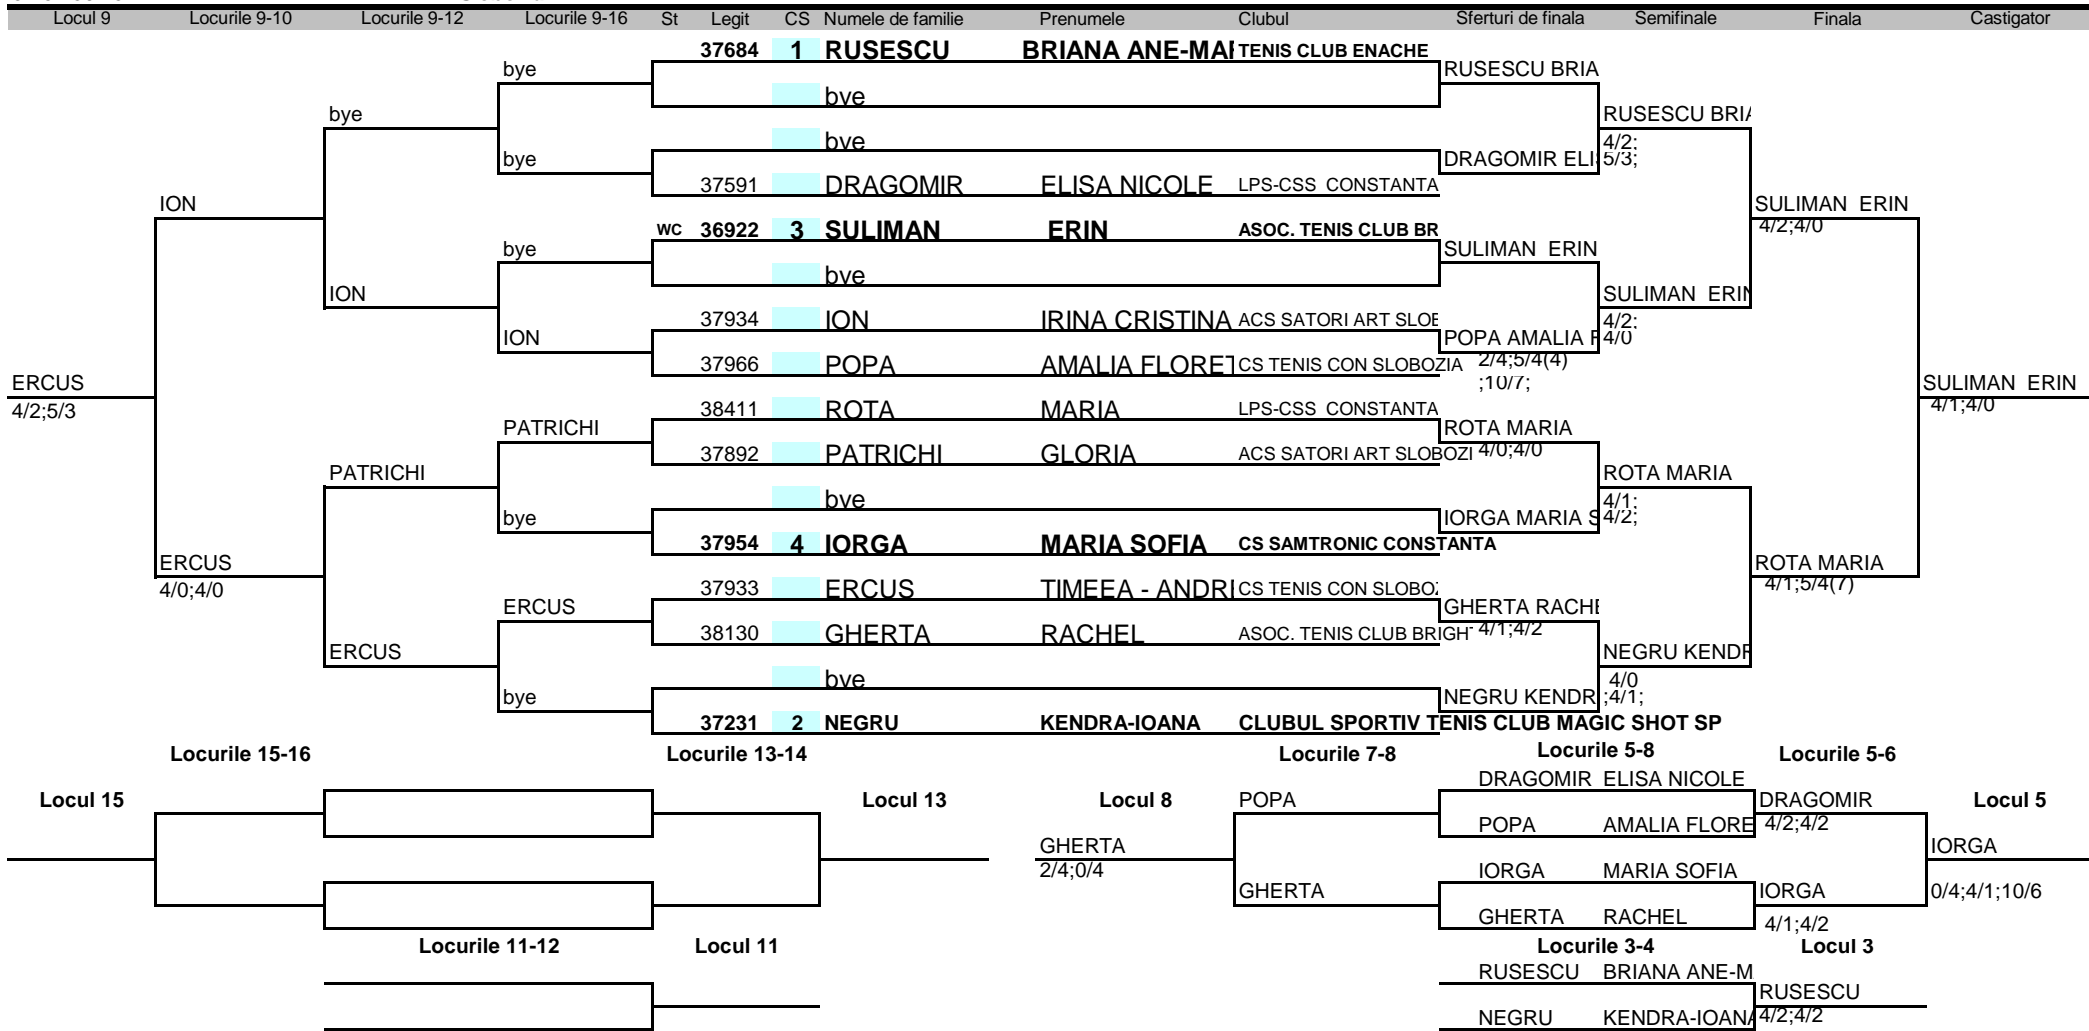 Locul 9 Locurile 9-10 Locurile 9-12 Locurile 9-16 St Legit CS Numele de familie Prenumele Clubul Sferturi de finala Semifinale Finala Castigator
37684 1 RUSESCU BRIANA ANE-MAI TENIS CLUB ENACHE
bye RUSESCU BRIA
bye
bye RUSESCU BRIA
bye 4/2;
bye DRAGOMIR ELI 5/3;
37591 DRAGOMIR ELISA NICOLE LPS-CSS CONSTANTA
ION SULIMAN ERIN
WC 36922 3 SULIMAN ERIN ASOC. TENIS CLUB BR 4/2;4/0
bye SULIMAN ERIN
bye
ION SULIMAN ERIN
37934 ION IRINA CRISTINA ACS SATORI ART SLOB 4/2;
ION POPA AMALIA F 4/0
37966 POPA AMALIA FLORET CS TENIS CON SLOBOZIA 2/4;5/4(4)
ERCUS ;10/7; SULIMAN ERIN
4/2;5/3 38411 ROTA MARIA LPS-CSS CONSTANTA 4/1;4/0
PATRICHI ROTA MARIA
37892 PATRICHI GLORIA ACS SATORI ART SLOBOZI 4/0;4/0
PATRICHI ROTA MARIA
bye 4/1;
bye IORGA MARIA S 4/2;
37954 4 IORGA MARIA SOFIA CS SAMTRONIC CONSTANTA
ERCUS ROTA MARIA
4/0;4/0 37933 ERCUS TIMEEA - ANDRI CS TENIS CON SLOBOZ 4/1;5/4(7)
ERCUS GHERTA RACHE
38130 GHERTA RACHEL ASOC. TENIS CLUB BRIGHT 4/1;4/2
ERCUS NEGRU KENDR
bye 4/0
bye NEGRU KENDR ;4/1;
37231 2 NEGRU KENDRA-IOANA CLUBUL SPORTIV TENIS CLUB MAGIC SHOT SP
Locurile 15-16 Locurile 13-14 Locurile 7-8 Locurile 5-8 Locurile 5-6
DRAGOMIR ELISA NICOLE
Locul 15 Locul 13 Locul 8 POPA DRAGOMIR Locul 5
POPA AMALIA FLORE 4/2;4/2
GHERTA IORGA
2/4;0/4 IORGA MARIA SOFIA
GHERTA IORGA 0/4;4/1;10/6
GHERTA RACHEL 4/1;4/2
Locurile 11-12 Locul 11 Locurile 3-4 Locul 3
RUSESCU BRIANA ANE-M
RUSESCU
NEGRU KENDRA-IOANA 4/2;4/2